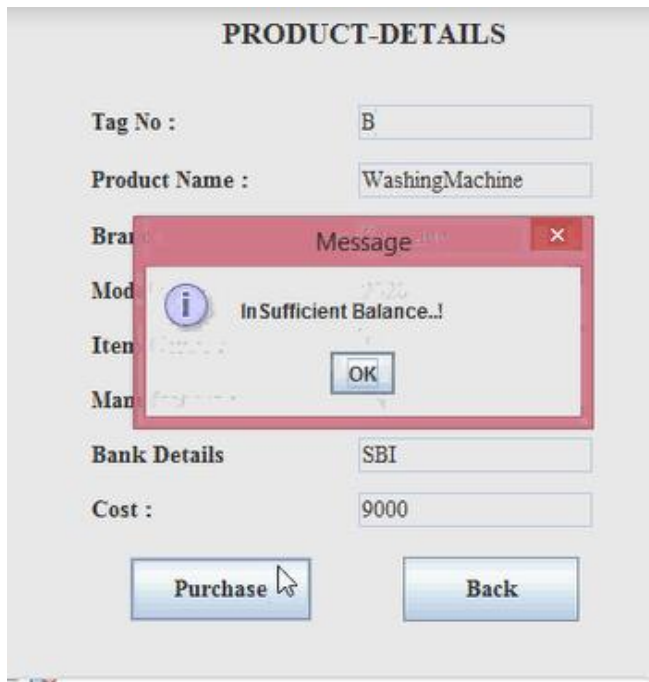 PRODUCT-DETAILS
Tag No : B
Product Name : WashingMachine
Message
InSufficient Balance..!
OK
Bank Details SBI
Cost : 9000
Purchase Back